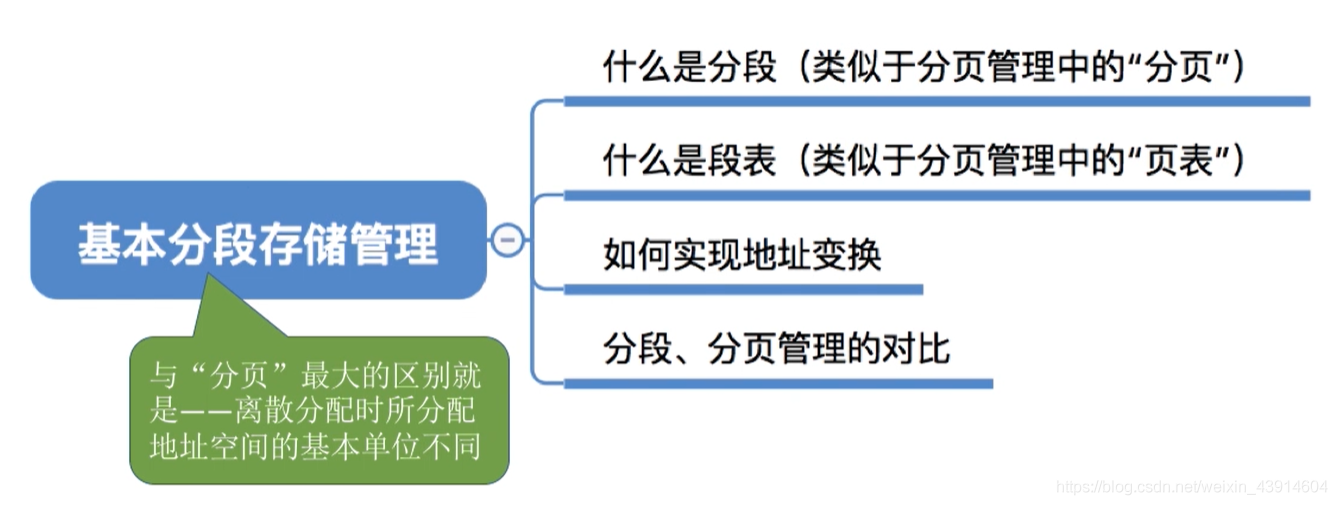 什么是分段（类似于分页管理中的“分页”）
什么是段表（类似于分页管理中的“页表”）
基本分段存储管理
如何实现地址变换
分段、分页管理的对比
与“分页”最大的区别就
是——离散分配时所分配
地址空间的基本单位不同
https://blog.csdn.net/weixin_43914604